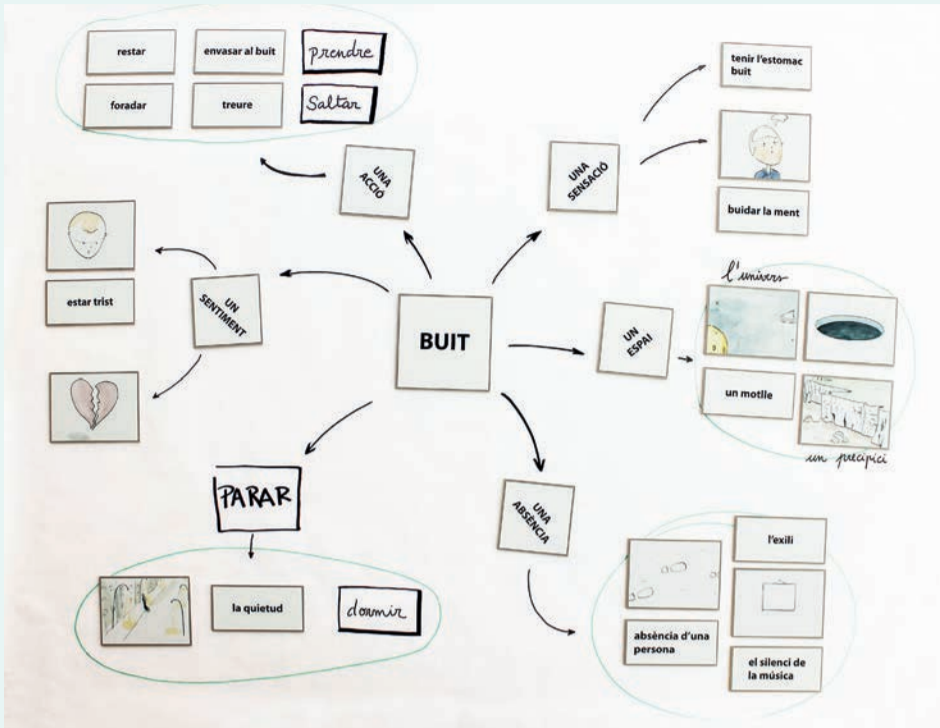 restar
envasar al buit
prendre
foradar
treure
Saltar
UNA
ACCIÓ
UNA
SENSACIÓ
tenir l'estomac
buit
buidar la ment
UN
SENTIMENT
estar trist
BUIT
UN
ESPAI
l'univers
un motlle
un precipici
PARAR
la quietud
dormir
UNA
ABSÈNCIA
l'exili
absència d'una
persona
el silenci de
la música